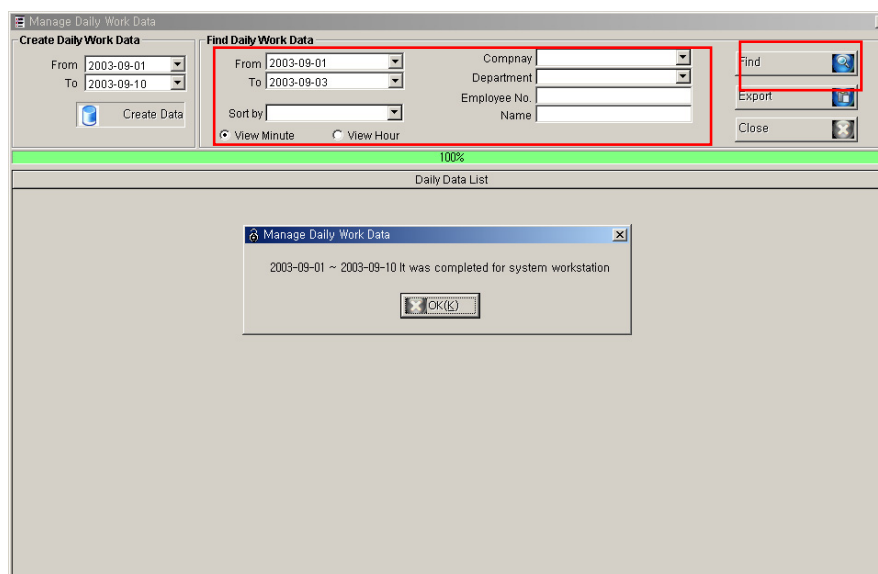 Manage Daily Work Data
Create Daily Work Data
From 2003-09-01
To 2003-09-10
Create Data
Find Daily Work Data
From 2003-09-01
To 2003-09-03
Sort by
View Minute View Hour
Compnay
Department
Employee No.
Name
Find
Export
Close
100%
Daily Data List
Manage Daily Work Data
2003-09-01 ~ 2003-09-10 It was completed for system workstation
OK(K)